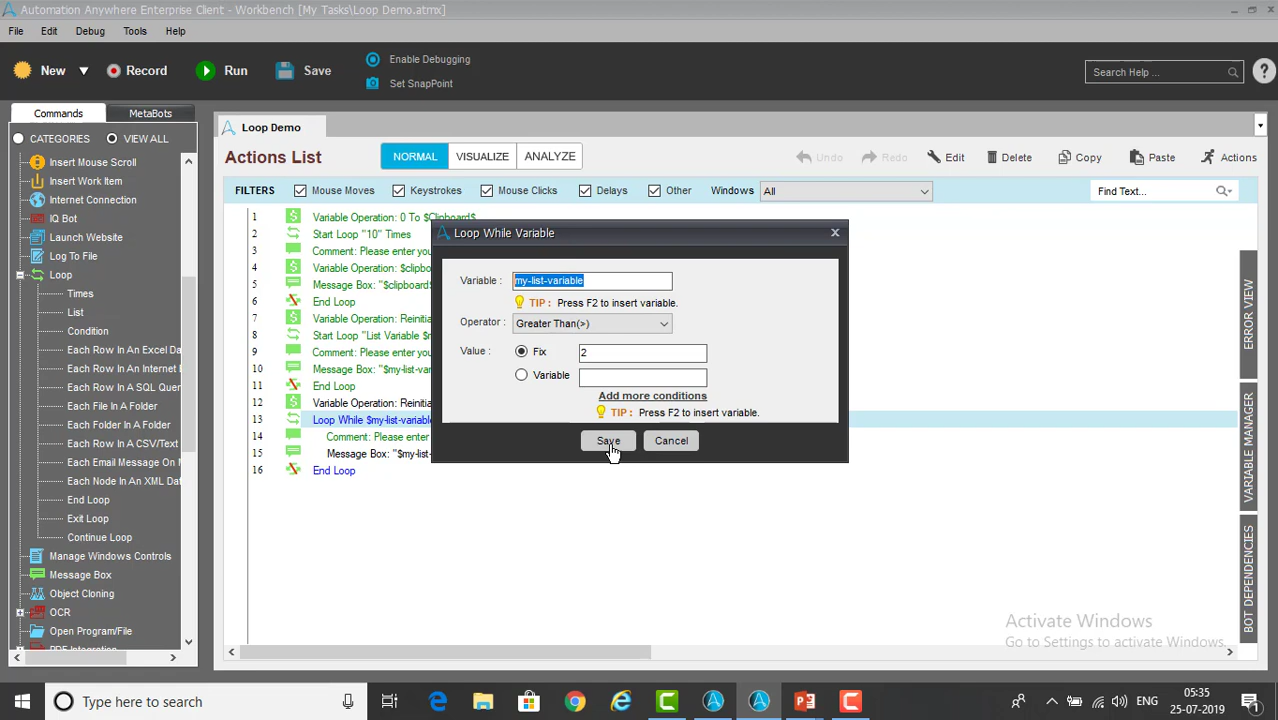 Automation Anywhere Enterprise Client - Workbench [My Tasks\Loop Demo.atmx]
File Edit Debug Tools Help
New Record Run Save
Enable Debugging
Set SnapPoint
Search Help ...
Commands MetaBots
CATEGORIES VIEW ALL
Insert Mouse Scroll
Insert Work Item
Internet Connection
IQ Bot
Launch Website
Log To File
Loop
Times
List
Condition
Each Row In An Excel Da
Each Row In An Internet E
Each Row In A SQL Quer
Each File In A Folder
Each Folder In A Folder
Each Row In A CSV/Text
Each Email Message On M
Each Node In An XML Dat
End Loop
Exit Loop
Continue Loop
Manage Windows Controls
Message Box
Object Cloning
OCR
Open Program/File
PDF Integration
Loop Demo
Actions List
NORMAL VISUALIZE ANALYZE
Undo Redo Edit Delete Copy Paste Actions
FILTERS Mouse Moves Keystrokes Mouse Clicks Delays Other Windows All Find Text...
1 Variable Operation: 0 To $Clipboard$
2 Start Loop "10" Times
3 Comment: Please enter you
4 Variable Operation: $clipbo
5 Message Box: "$clipboard$
6 End Loop
7 Variable Operation: Reinitia
8 Start Loop "List Variable $m
9 Comment: Please enter you
10 Message Box: "$my-list-var
11 End Loop
12 Variable Operation: Reinitia
13 Loop While $my-list-variable
14 Comment: Please enter
15 Message Box: "$my-list-
16 End Loop
Loop While Variable
Variable : my-list-variable
TIP : Press F2 to insert variable.
Operator : Greater Than(>)
Value : Fix 2
Variable
Add more conditions
TIP : Press F2 to insert variable.
Save Cancel
ERROR VIEW
VARIABLE MANAGER
BOT DEPENDENCIES
Activate Windows
Go to Settings to activate Windows.
Type here to search
ENG
05:35
25-07-2019
1